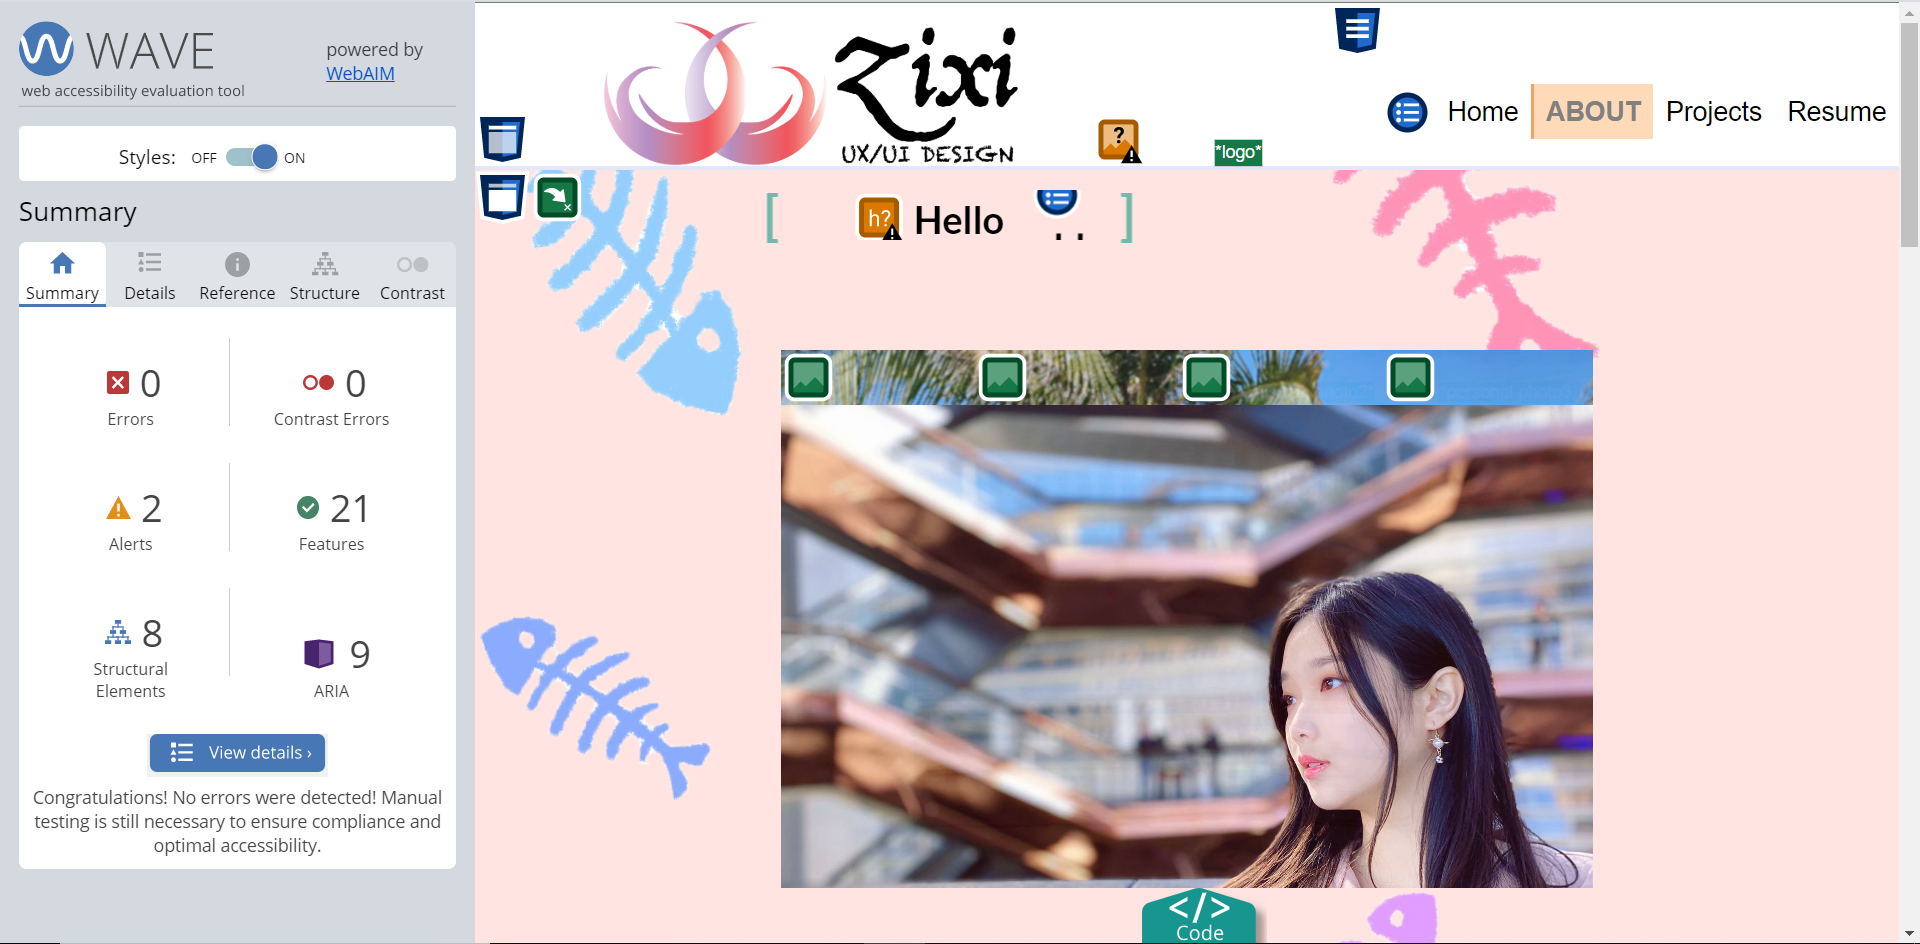 WAVE
web accessibility evaluation tool
powered by
WebAIM
Styles: OFF ON
Summary
Summary Details Reference Structure Contrast
0
Errors
0
Contrast Errors
2
Alerts
21
Features
8
Structural
Elements
9
ARIA
View details ›
Congratulations! No errors were detected! Manual
testing is still necessary to ensure compliance and
optimal accessibility.
Zixi
UX/UI DESIGN
?
*logo*
Home ABOUT Projects Resume
[ h? Hello ]
</>
Code